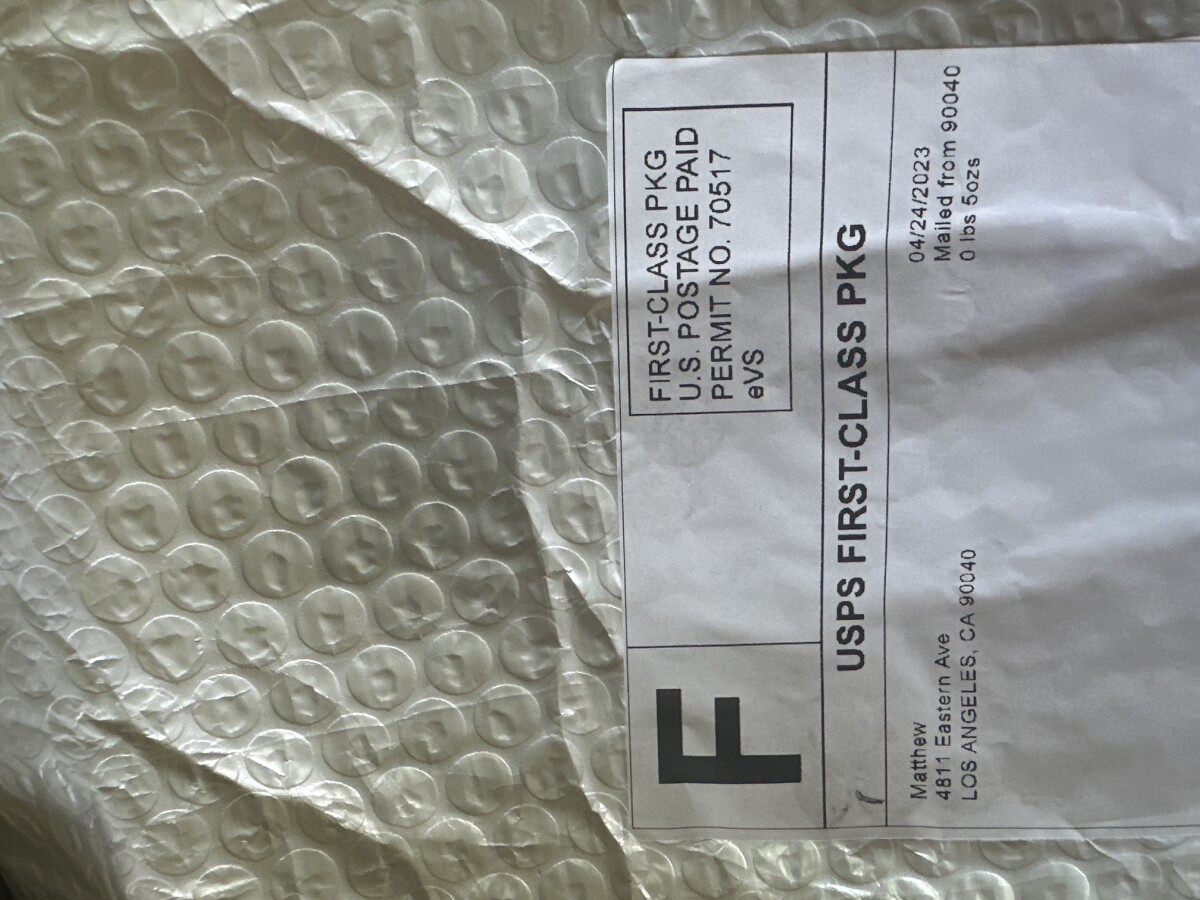 F
FIRST-CLASS PKG
U.S. POSTAGE PAID
PERMIT NO. 70517
eVS
USPS FIRST-CLASS PKG
Matthew
4811 Eastern Ave
LOS ANGELES, CA 90040
04/24/2023
Mailed from 90040
0 lbs 5ozs